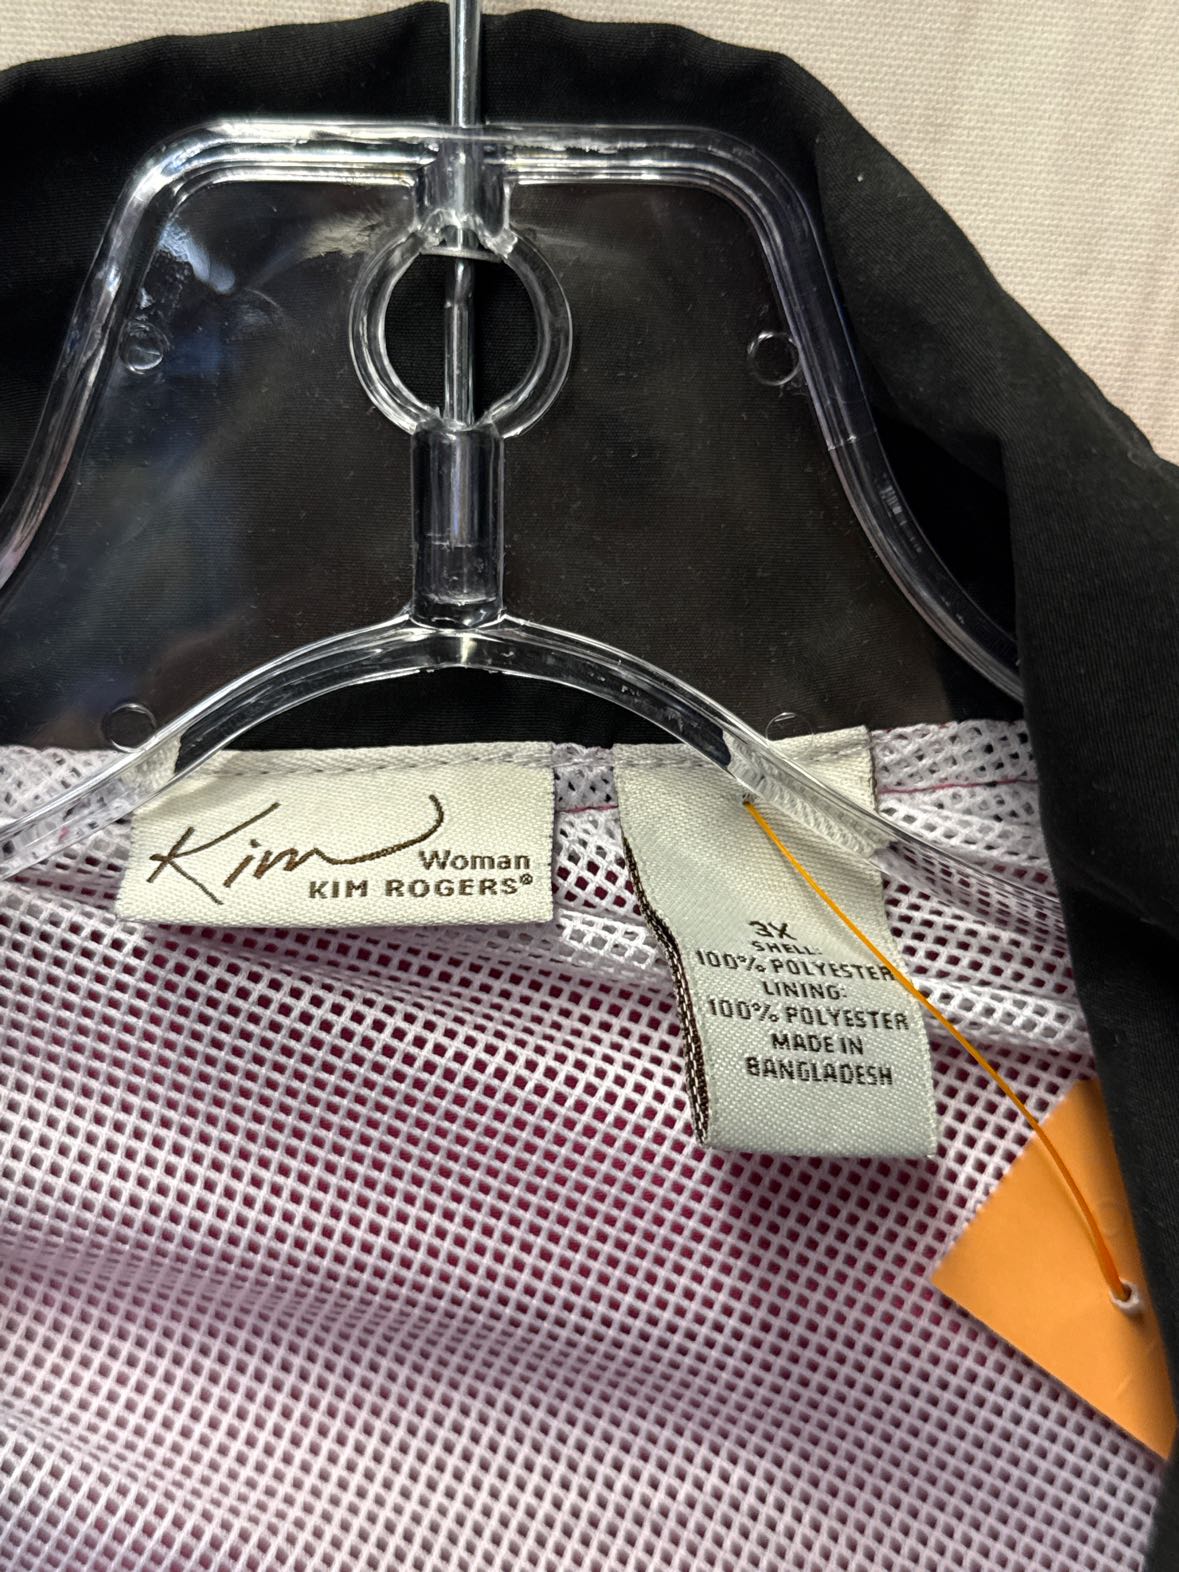 Kim Woman
KIM ROGERS®
3X
SHELL:
100% POLYESTER
LINING:
100% POLYESTER
MADE IN
BANGLADESH